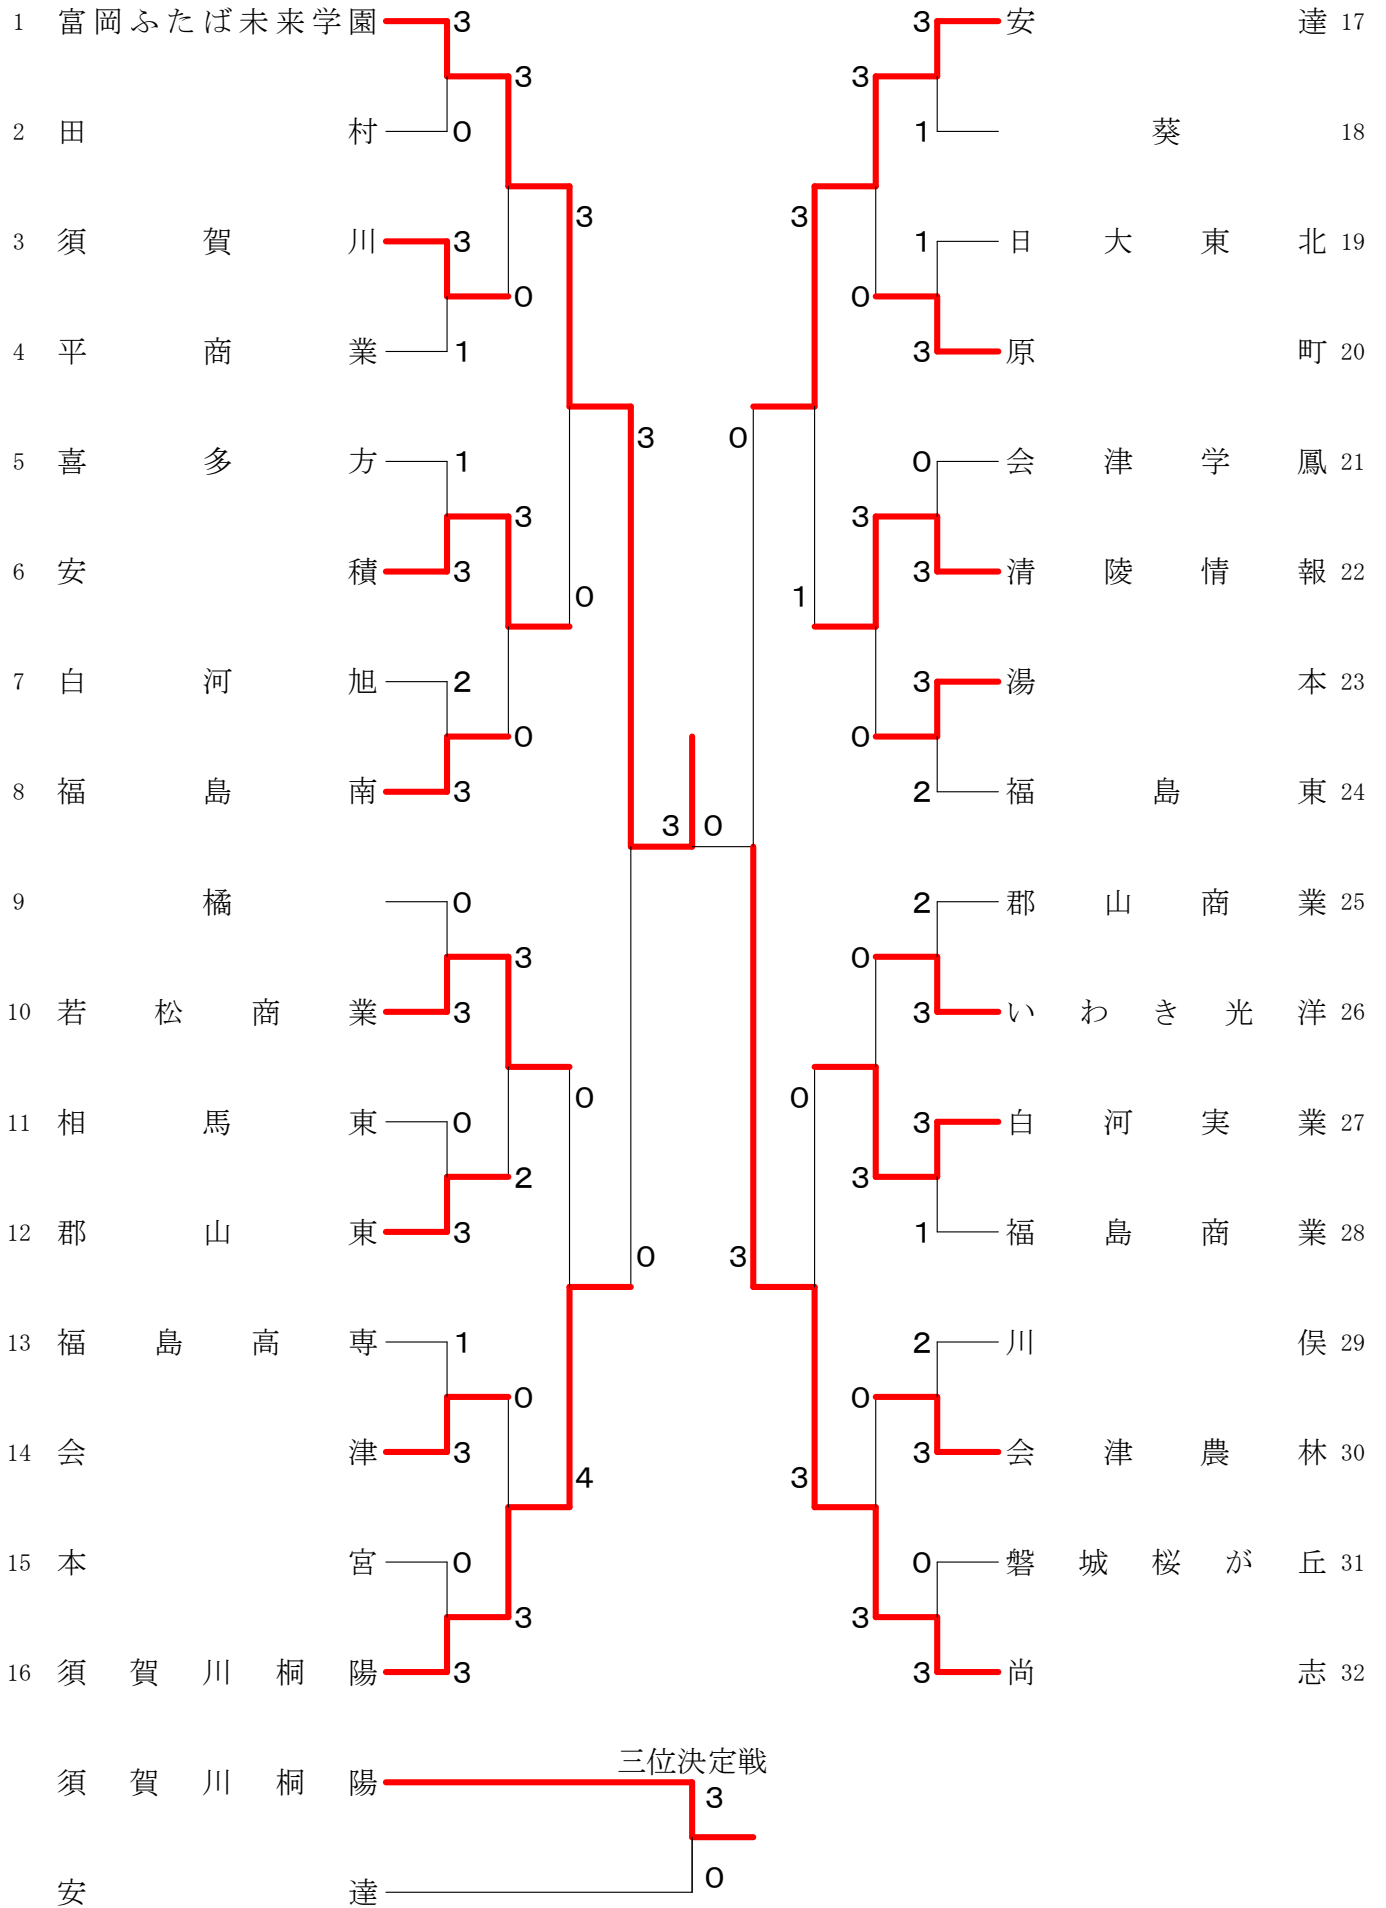 1 富岡ふたば未来学園 3
3
2 田村 0
3 須賀川 3
0
4 平商業 1
3
5 喜多方 1
3
6 安積 3
0
7 白河旭 2
0
8 福島南 3
3
9 橘 0
3
10 若松商業 3
0
11 相馬東 0
2
12 郡山東 3
0
13 福島高専 1
0
14 会津 3
4
15 本宮 0
3
16 須賀川桐陽 3
3 0
3 安達 17
3
1 葵 18
3
1 日大東北 19
0
3 原町 20
0
0 会津学鳳 21
3
3 清陵情報 22
1
3 湯本 23
0
2 福島東 24
2 郡山商業 25
0
3 いわき光洋 26
0
3 白河実業 27
3
1 福島商業 28
3
2 川俣 29
0
3 会津農林 30
3
0 磐城桜が丘 31
3
3 尚志 32
三位決定戦
須賀川桐陽 3
安達 0